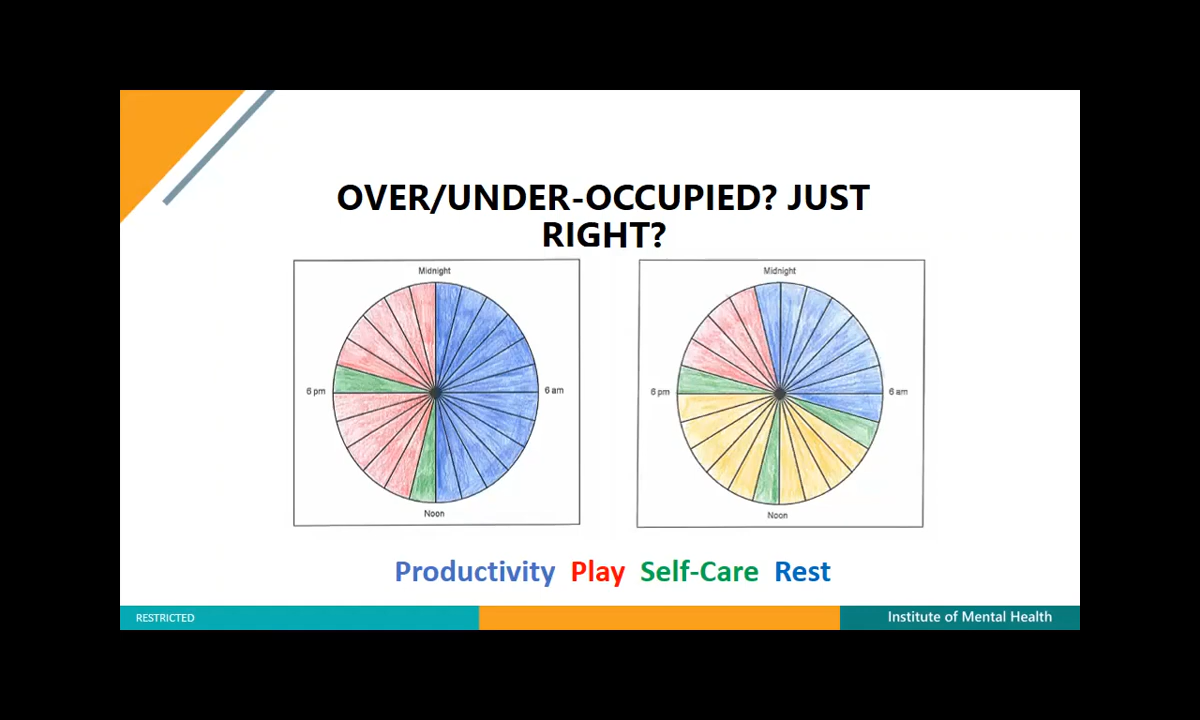 OVER/UNDER-OCCUPIED? JUST
RIGHT?
Midnight
6 pm
6 am
Noon
Midnight
6 pm
6 am
Noon
Productivity Play Self-Care Rest
RESTRICTED
Institute of Mental Health